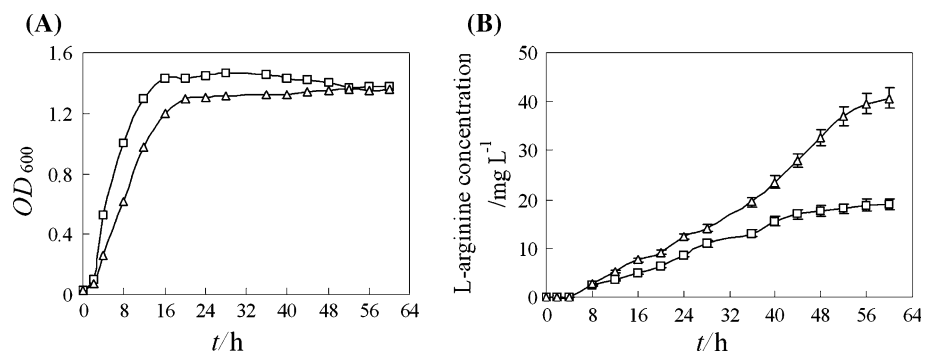 (A)
1.6
1.2
0.8
0.4
0
OD600
0 8 16 24 32 40 48 56 64
t/h
(B)
50
40
30
20
10
0
L-arginine concentration
/mg L-1
0 8 16 24 32 40 48 56 64
t/h